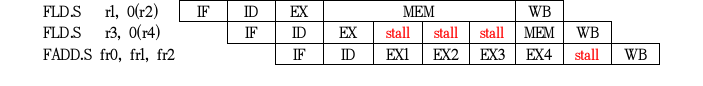 FLD.S r1, 0(r2) IF ID EX MEM WB
FLD.S r3, 0(r4) IF ID EX stall stall stall MEM WB
FADD.S fr0, fr1, fr2 IF ID EX1 EX2 EX3 EX4 stall WB